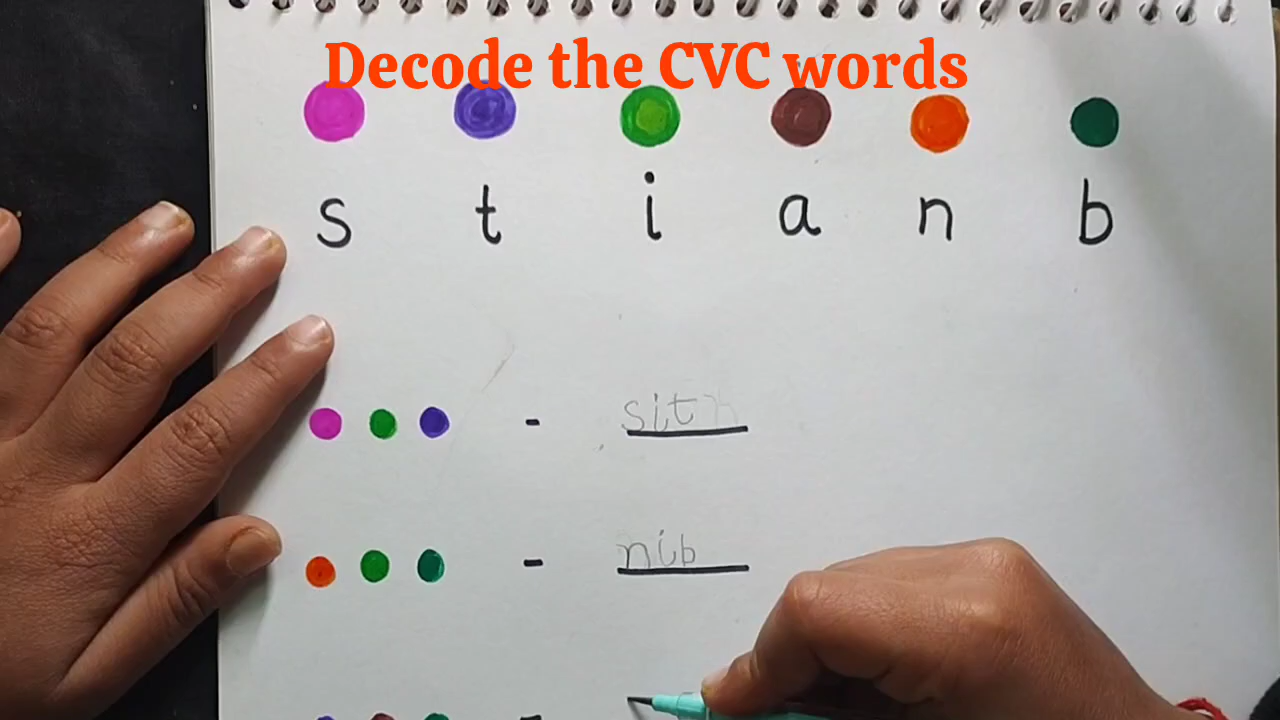 Decode the CVC words
s t i a n b
- sit
- nib
-